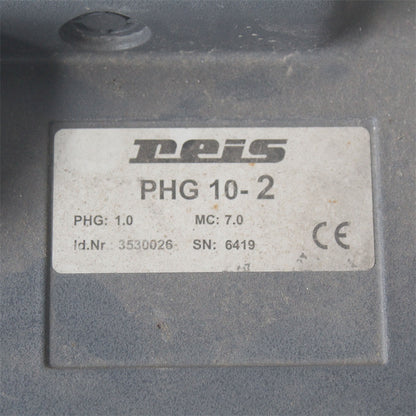 reis
PHG 10-2
PHG: 1.0 MC: 7.0
Id.Nr 3530026 SN: 6419
CE